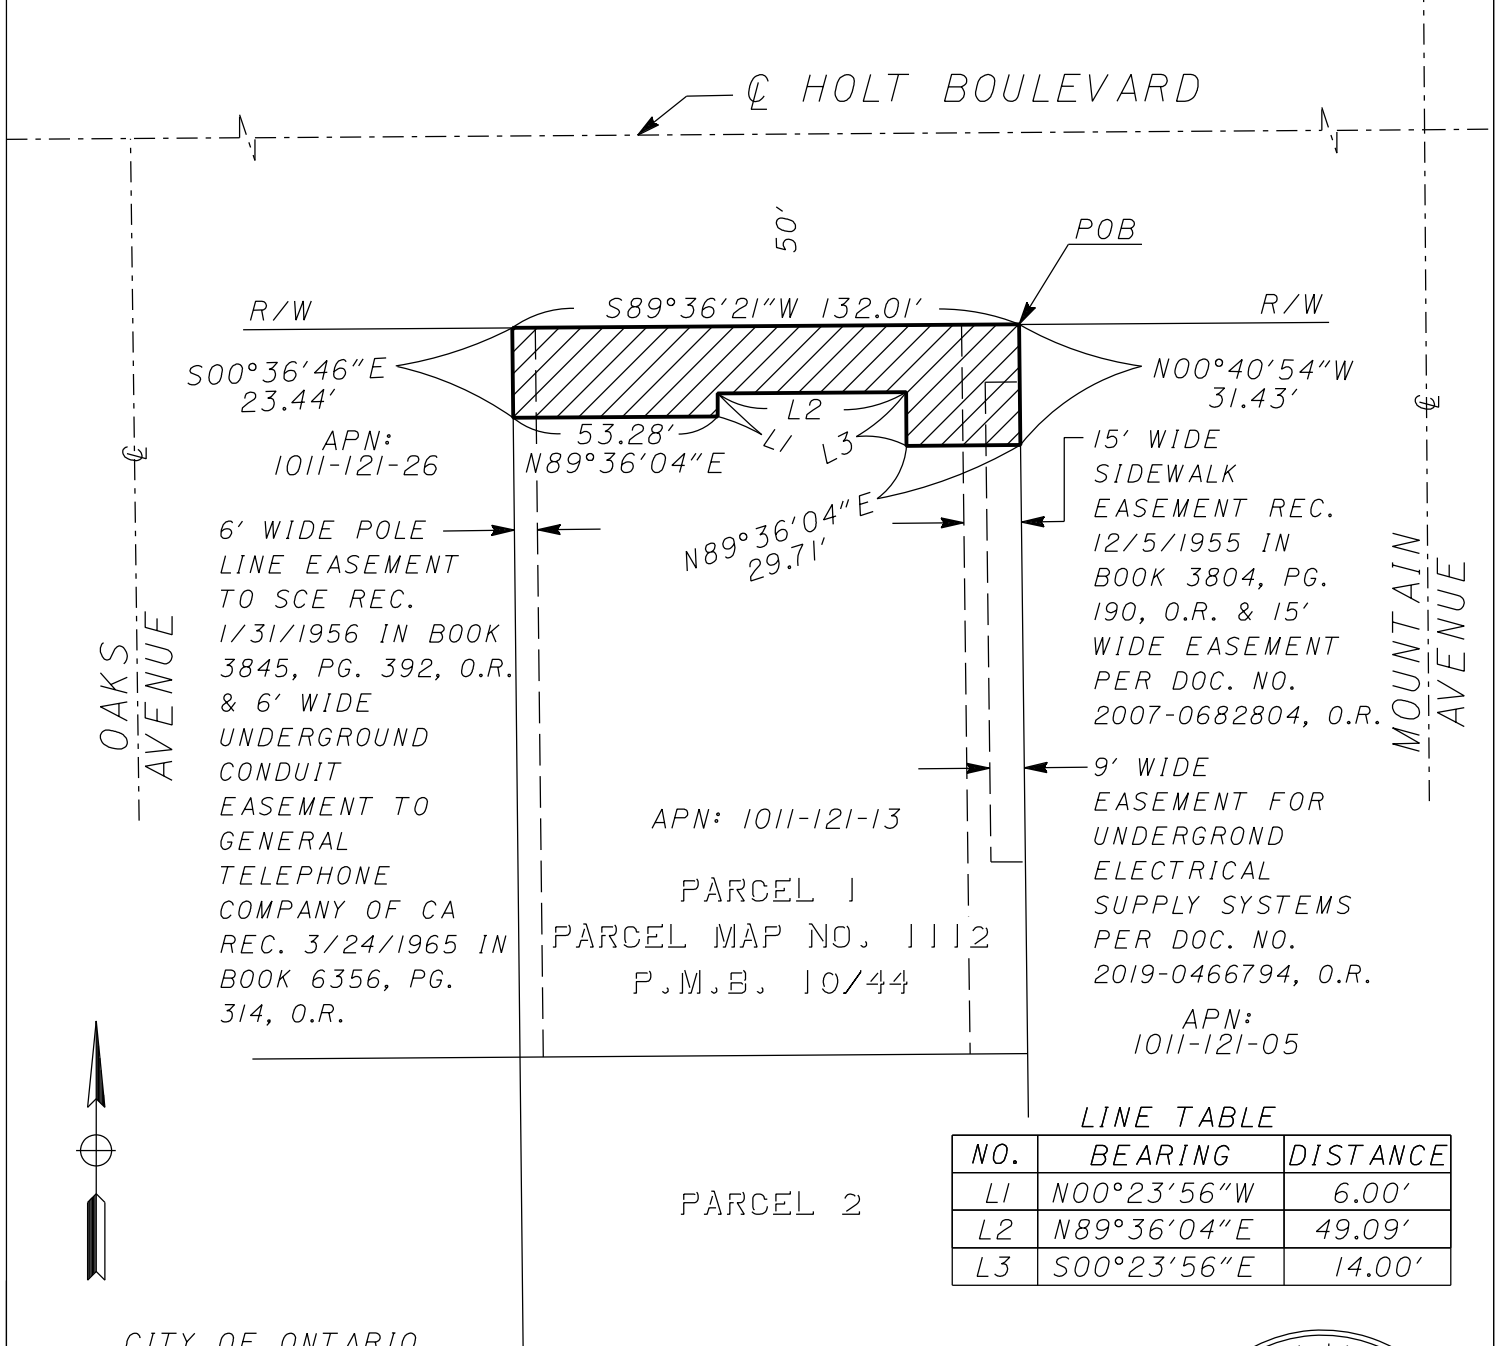 ℄ HOLT BOULEVARD
50'
POB
R/W
S89°36'21"W 132.01'
R/W
S00°36'46"E
23.44'
N00°40'54"W
31.43'
℄
℄
L2
L1
L3
53.28'
N89°36'04"E
N89°36'04"E
29.71'
APN:
1011-121-26
6' WIDE POLE
LINE EASEMENT
TO SCE REC.
1/31/1956 IN BOOK
3845, PG. 392, O.R.
& 6' WIDE
UNDERGROUND
CONDUIT
EASEMENT TO
GENERAL
TELEPHONE
COMPANY OF CA
REC. 3/24/1965 IN
BOOK 6356, PG.
314, O.R.
15' WIDE
SIDEWALK
EASEMENT REC.
12/5/1955 IN
BOOK 3804, PG.
190, O.R. & 15'
WIDE EASEMENT
PER DOC. NO.
2007-0682804, O.R.
9' WIDE
EASEMENT FOR
UNDERGROND
ELECTRICAL
SUPPLY SYSTEMS
PER DOC. NO.
2019-0466794, O.R.
APN:
1011-121-05
OAKS
AVENUE
MOUNTAIN
AVENUE
APN: 1011-121-13
PARCEL 1
PARCEL MAP NO. 1112
P.M.B. 10/44
PARCEL 2
LINE TABLE
NO. BEARING DISTANCE
L1 N00°23'56"W 6.00'
L2 N89°36'04"E 49.09'
L3 S00°23'56"E 14.00'
CITY OF ONTARIO